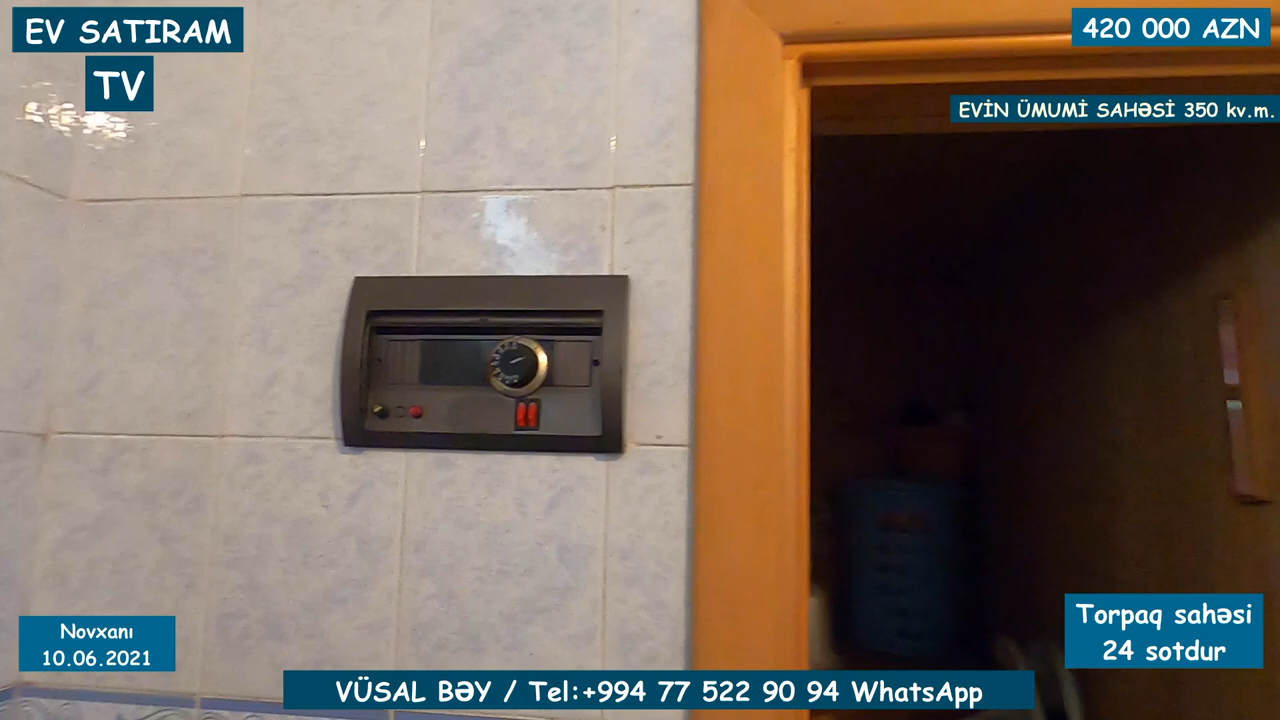 EV SATIRAM
TV
420 000 AZN
EVİN ÜMUMİ SAHƏSİ 350 kv.m.
Novxanı
10.06.2021
Torpaq sahəsi
24 sotdur
VÜSAL BƏY / Tel:+994 77 522 90 94 WhatsApp